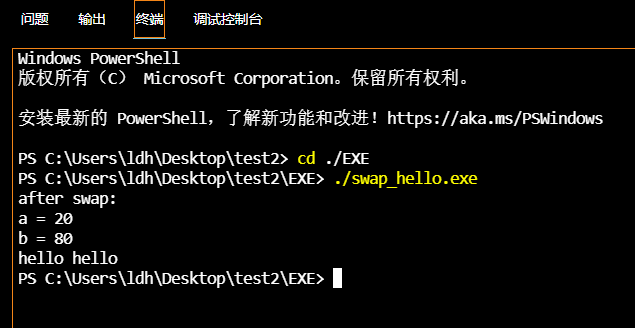 问题 输出 终端 调试控制台
Windows PowerShell
版权所有（C） Microsoft Corporation。保留所有权利。
安装最新的 PowerShell，了解新功能和改进！https://aka.ms/PSWindows
PS C:\Users\ldh\Desktop\test2> cd ./EXE
PS C:\Users\ldh\Desktop\test2\EXE> ./swap_hello.exe
after swap:
a = 20
b = 80
hello hello
PS C:\Users\ldh\Desktop\test2\EXE>